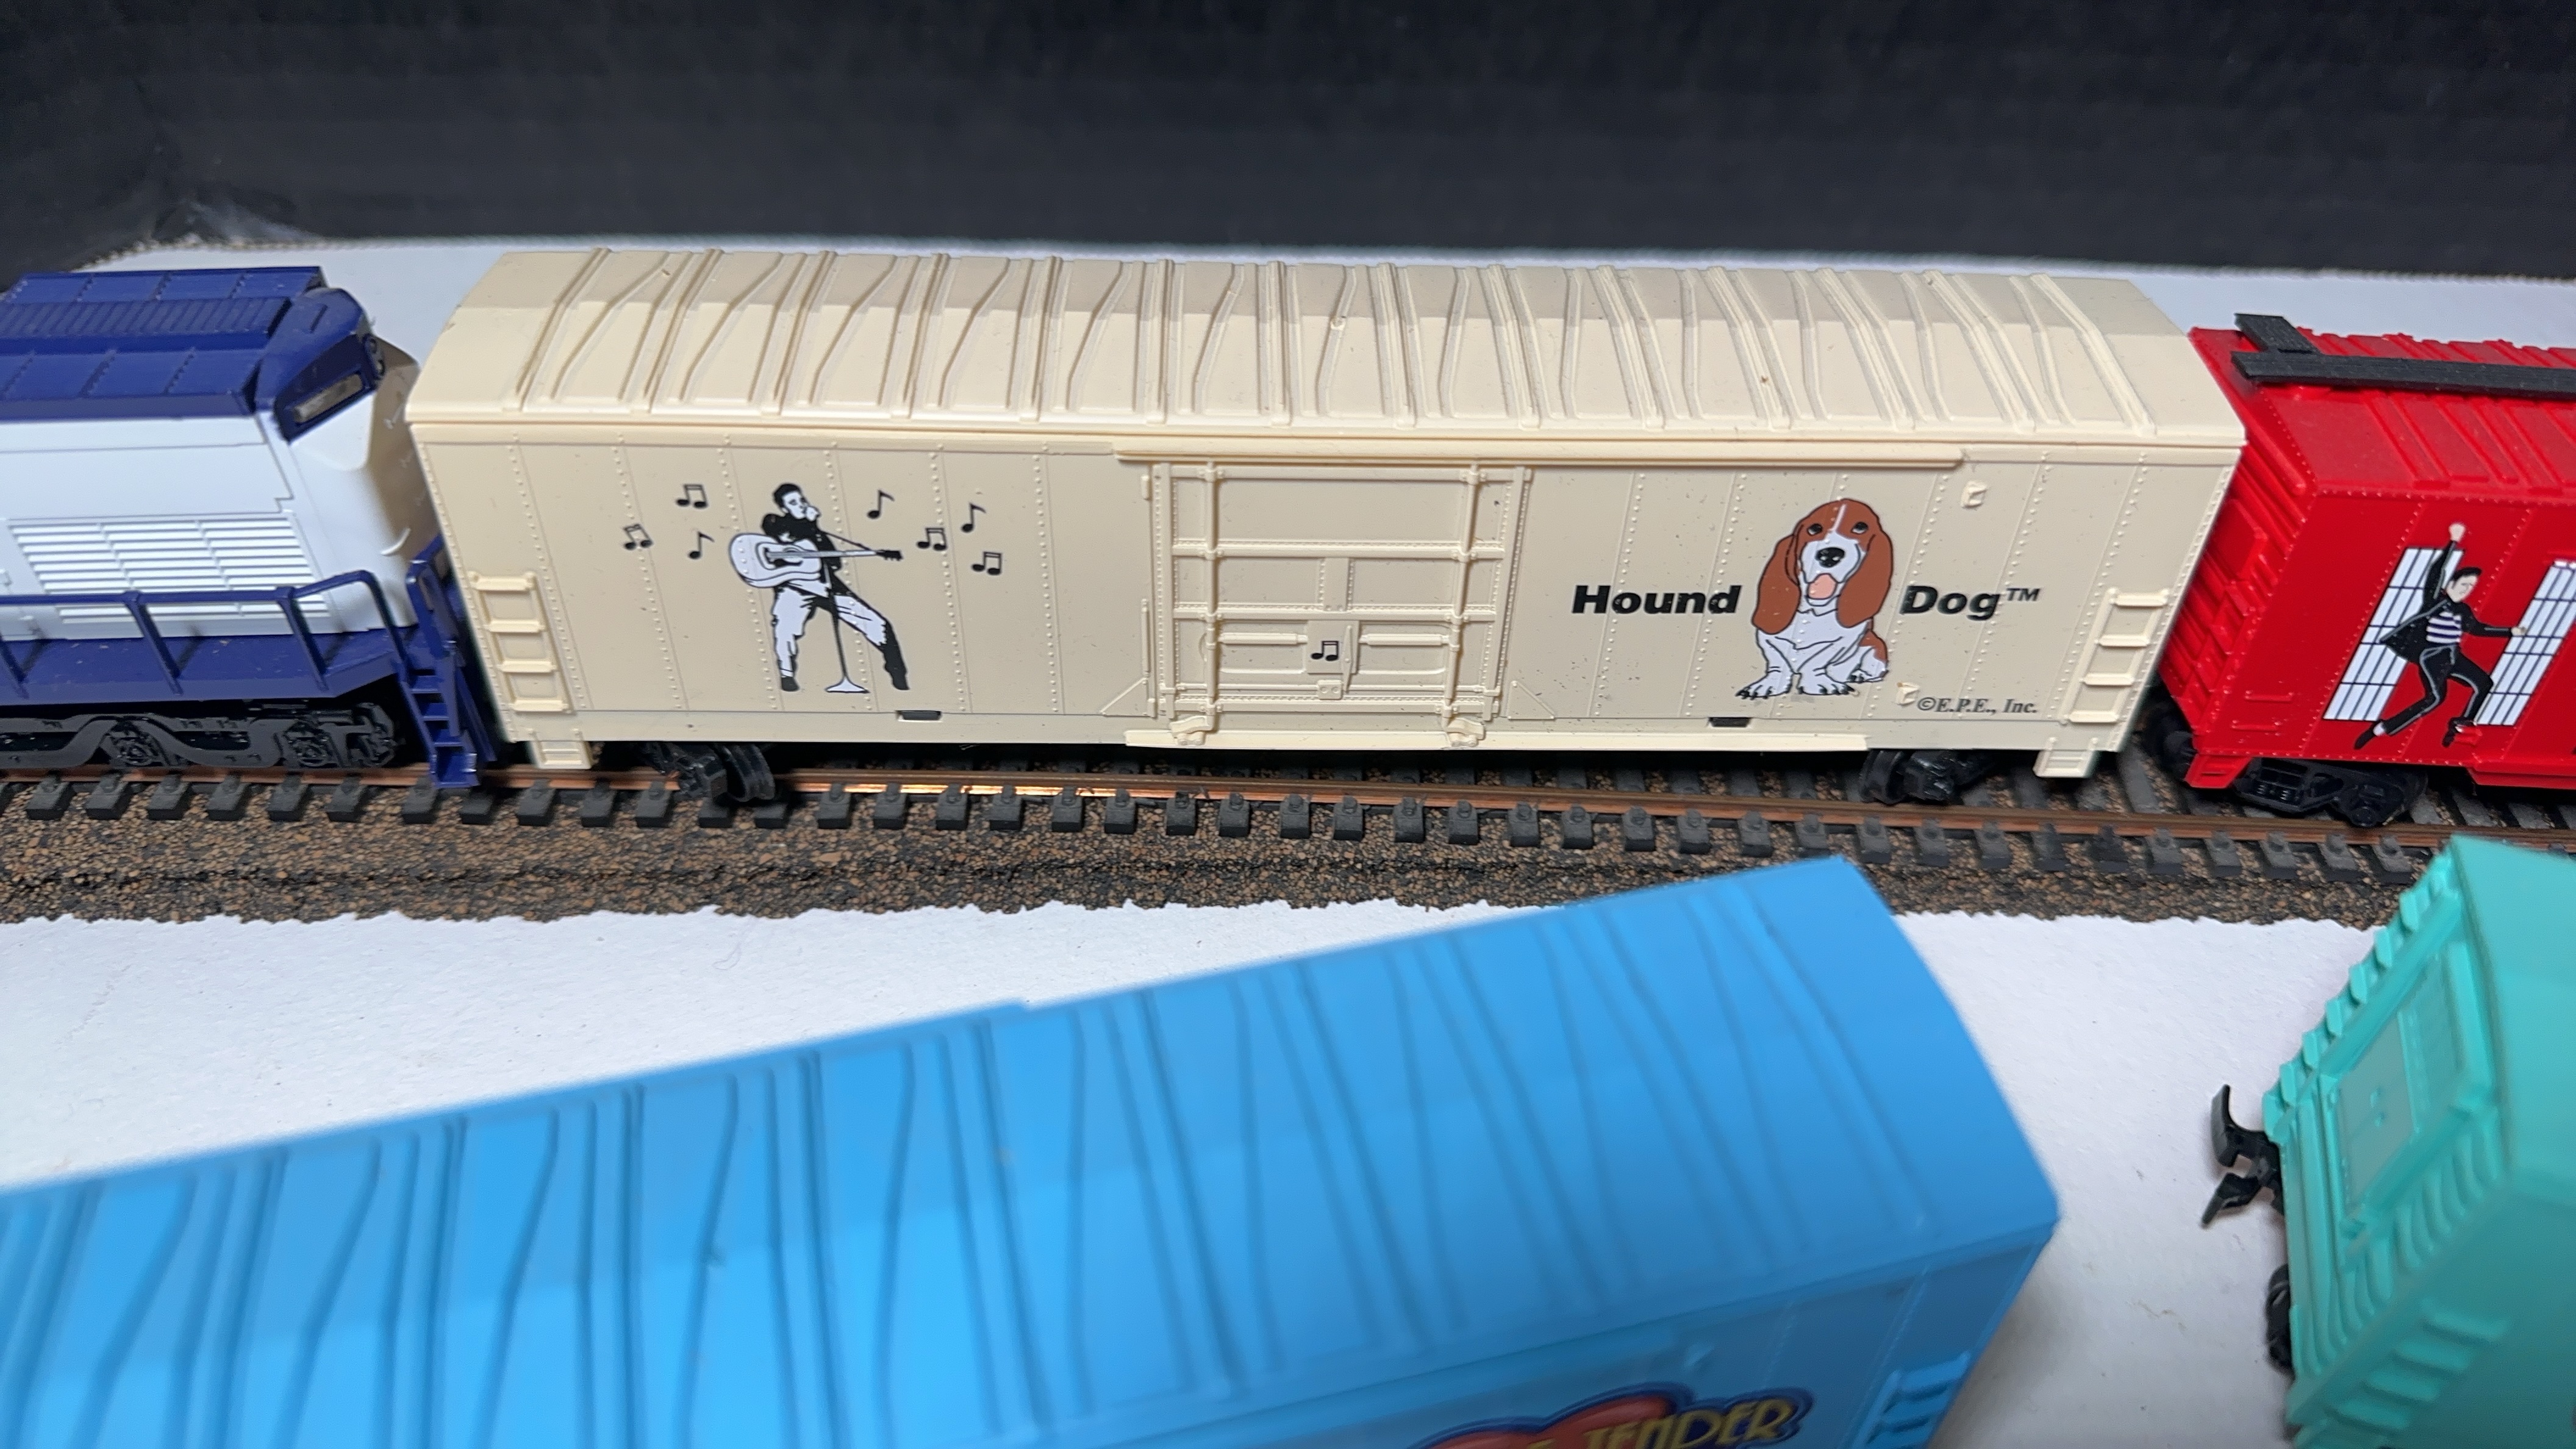 Hound Dog™
©E.P.E., Inc.
TENDER